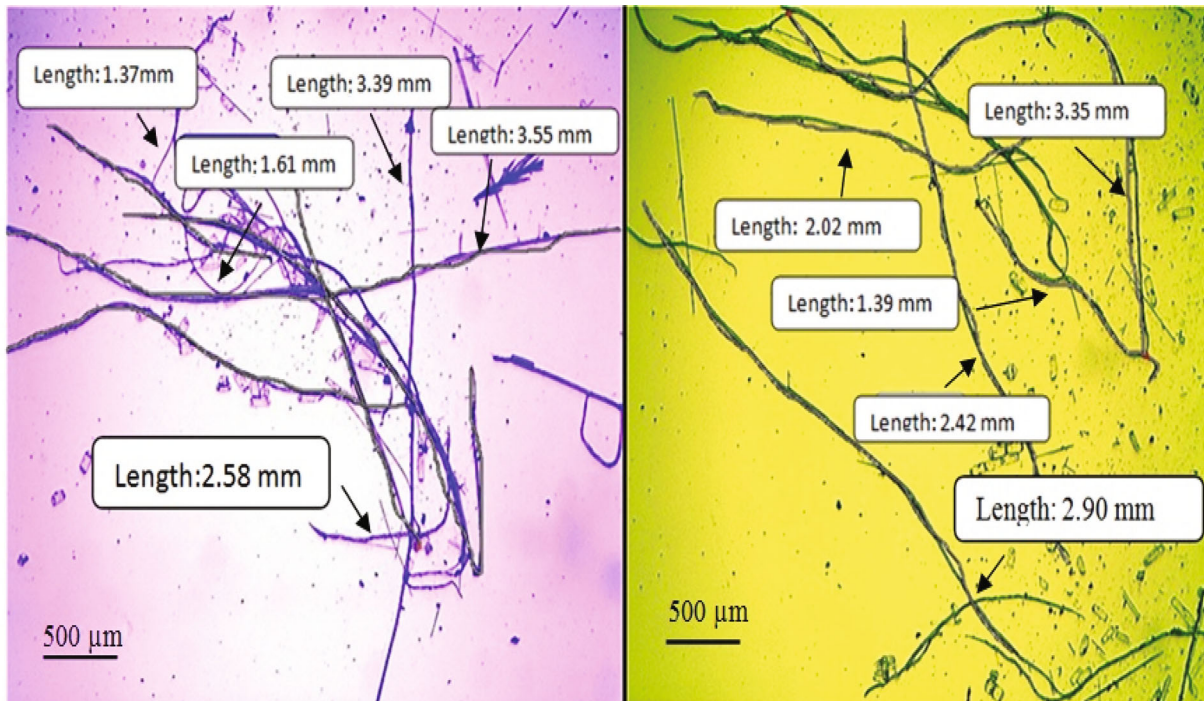 Length: 1.37mm
Length: 3.39 mm
Length: 3.55 mm
Length: 1.61 mm
Length:2.58 mm
500 µm
Length: 3.35 mm
Length: 2.02 mm
Length: 1.39 mm
Length: 2.42 mm
Length: 2.90 mm
500 µm